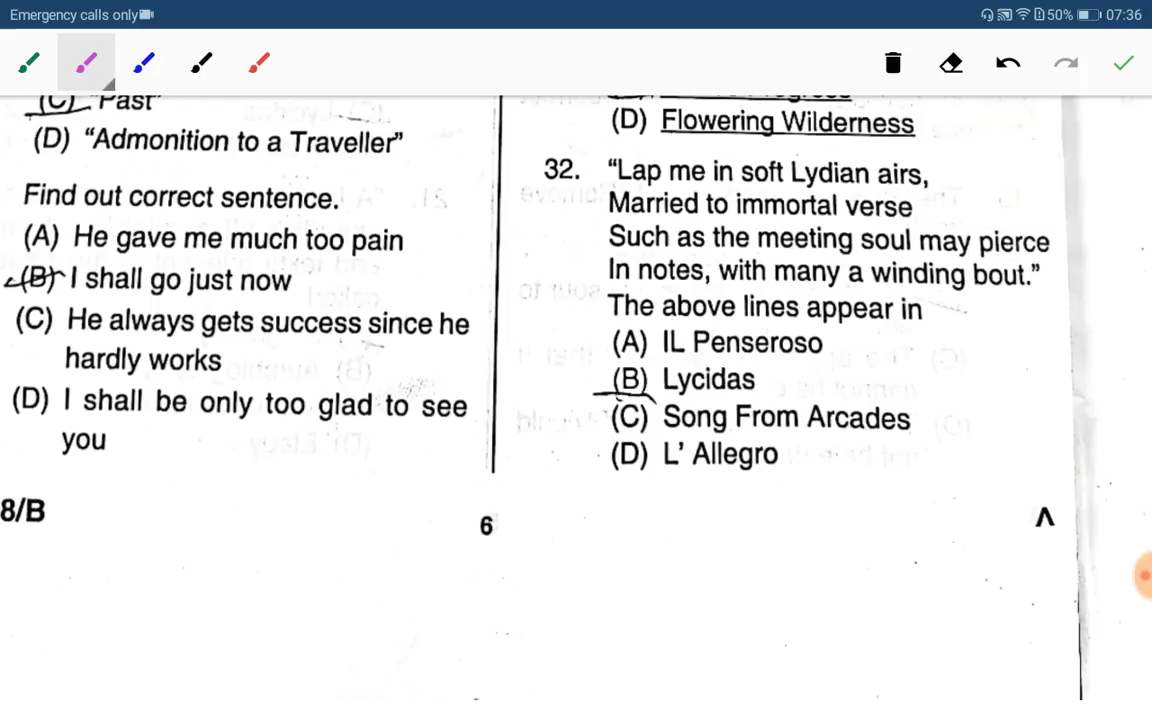 Emergency calls only
50% 07:36
(C) "Past"
(D) “Admonition to a Traveller”
Find out correct sentence.
(A) He gave me much too pain
(B) I shall go just now
(C) He always gets success since he
hardly works
(D) I shall be only too glad to see
you
8/B
6
(D) Flowering Wilderness
32. “Lap me in soft Lydian airs,
Married to immortal verse
Such as the meeting soul may pierce
In notes, with many a winding bout.”
The above lines appear in
(A) IL Penseroso
(B) Lycidas
(C) Song From Arcades
(D) L’ Allegro
Λ